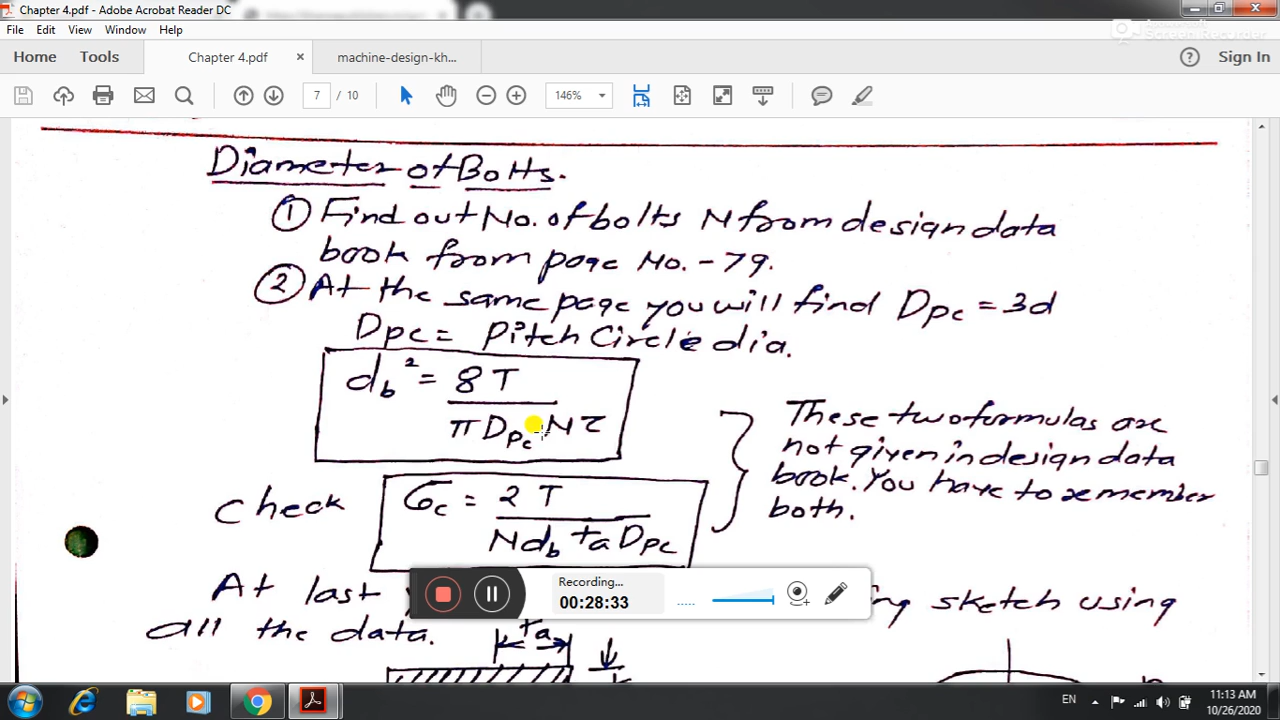 Chapter 4.pdf - Adobe Acrobat Reader DC
File Edit View Window Help
Screen Recorder
Home Tools Chapter 4.pdf × machine-design-kh... ? Sign In
7 / 10 146%
Diameter of Bolts.
① Find out No. of bolts N from design data
book from page No. - 79.
② At the same page you will find Dpc = 3d
Dpc = Pitch Circle dia.
db² = 8T / πDpc Nτ
These two formulas are
not given in design data
book. You have to remember
both.
check σc = 2T / Ndb ta Dpc
At last
sketch using
all the data.
ta
Recording...
00:28:33
EN 11:13 AM
10/26/2020